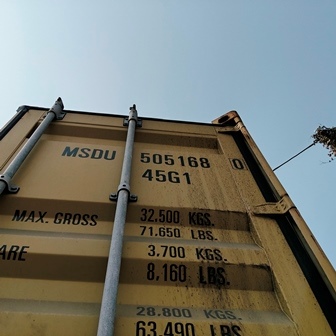 MSDU 505168 0
45G1
MAX. GROSS 32.500 KGS.
71.650 LBS.
ARE 3.700 KGS.
8,160 LBS.
28.800 KGS.
63.490 LBS